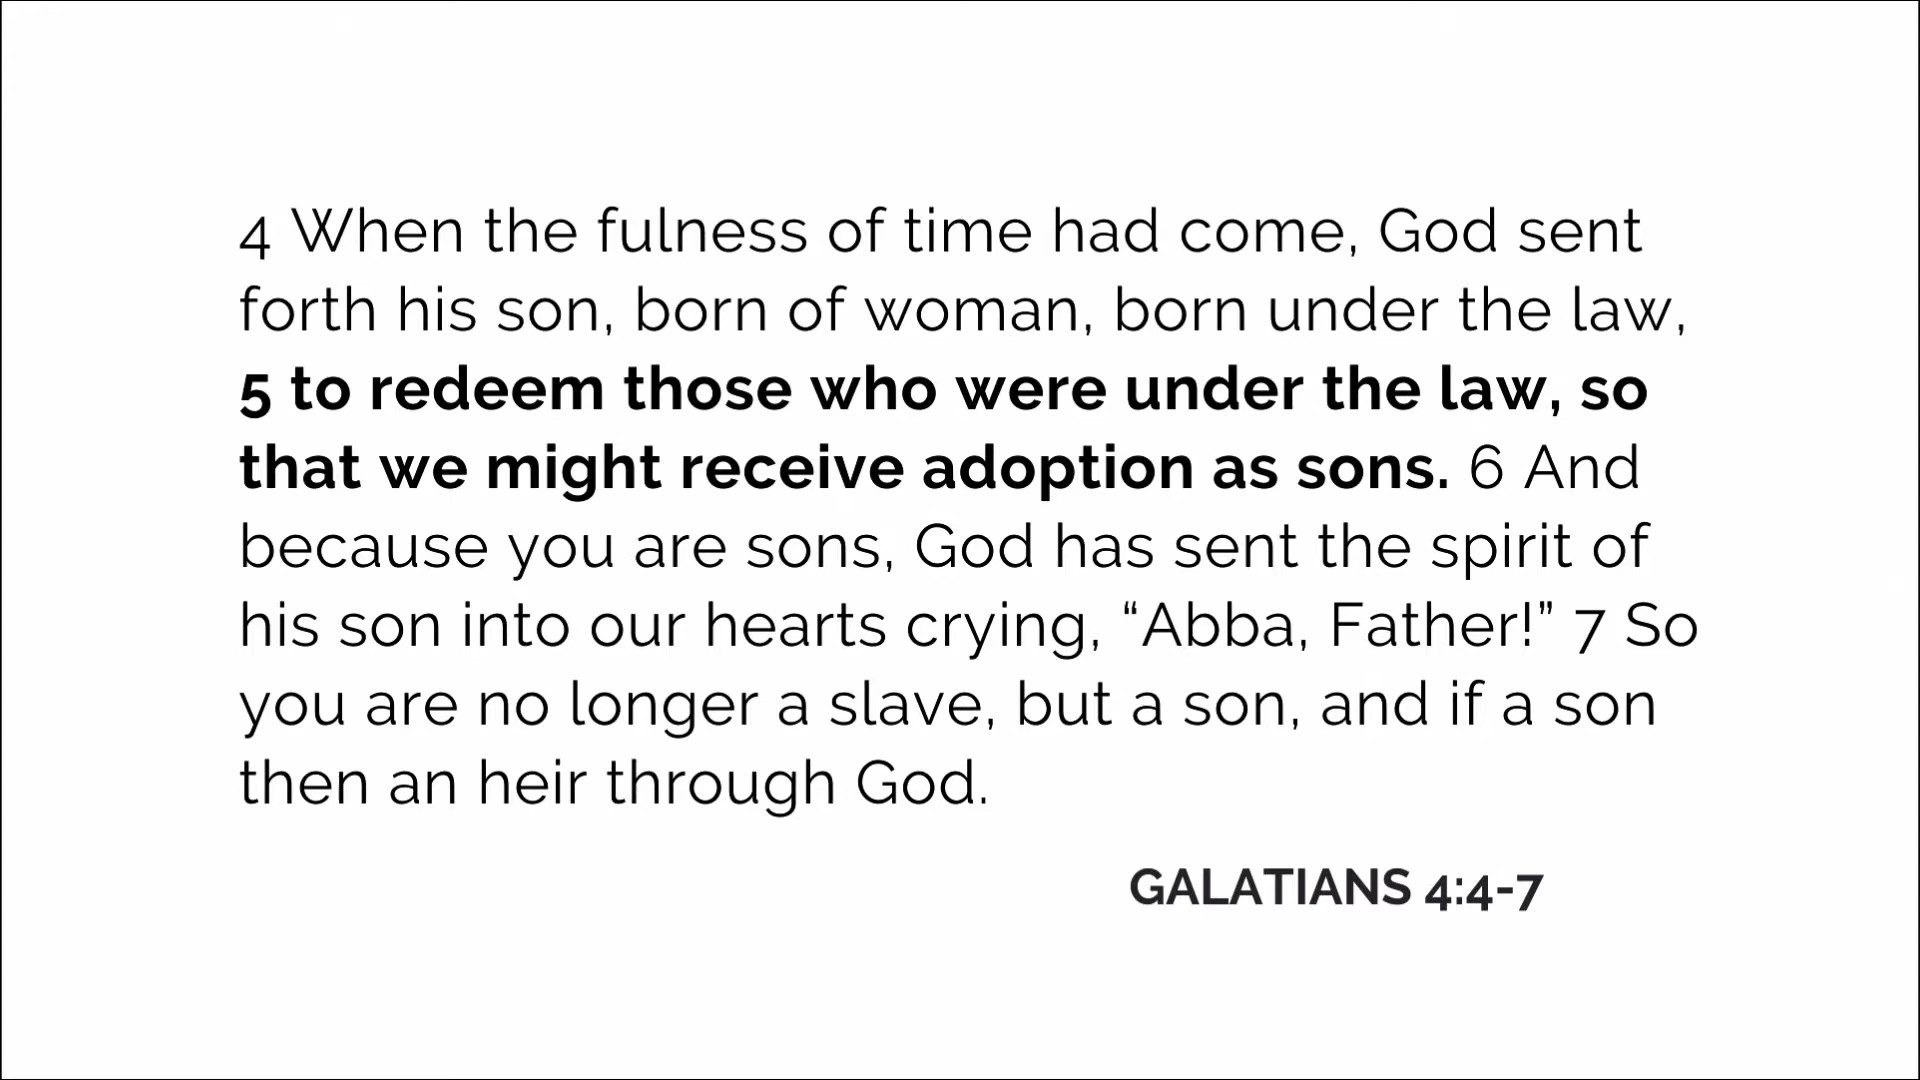 4 When the fulness of time had come, God sent
forth his son, born of woman, born under the law,
5 to redeem those who were under the law, so
that we might receive adoption as sons. 6 And
because you are sons, God has sent the spirit of
his son into our hearts crying, “Abba, Father!” 7 So
you are no longer a slave, but a son, and if a son
then an heir through God.
GALATIANS 4:4-7